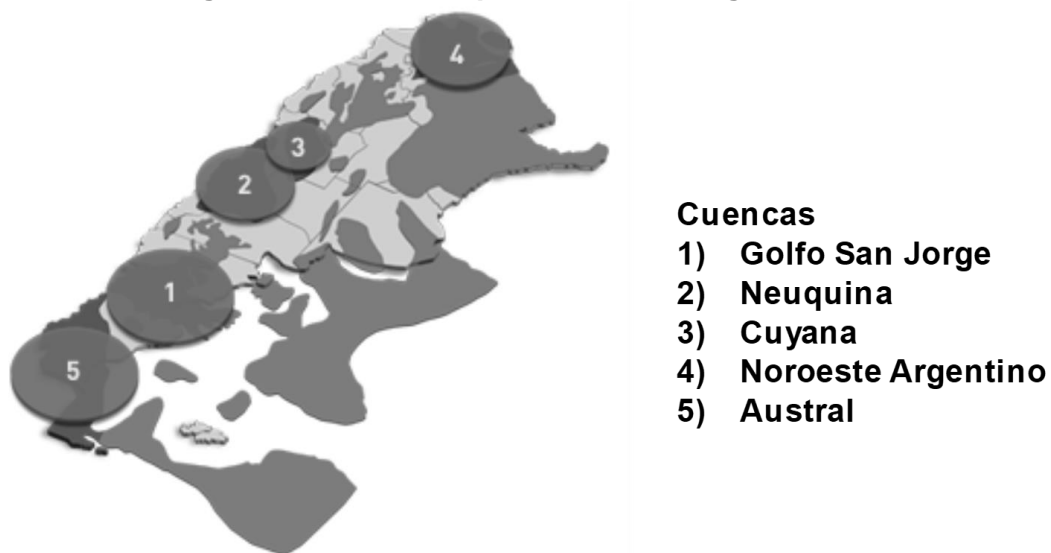 4
3
2
1
5
Cuencas
1) Golfo San Jorge
2) Neuquina
3) Cuyana
4) Noroeste Argentino
5) Austral